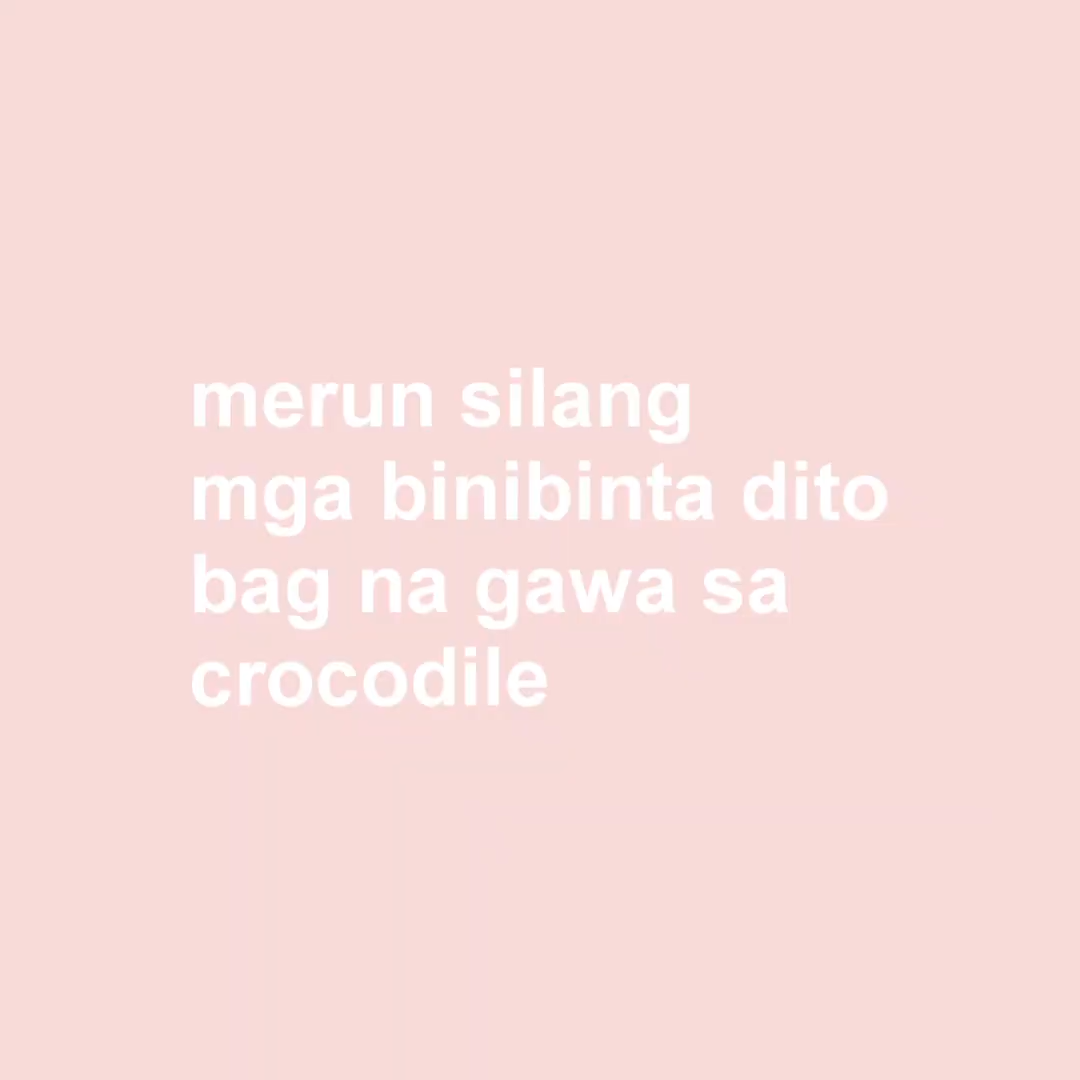 merun silang
mga binibinta dito
bag na gawa sa
crocodile